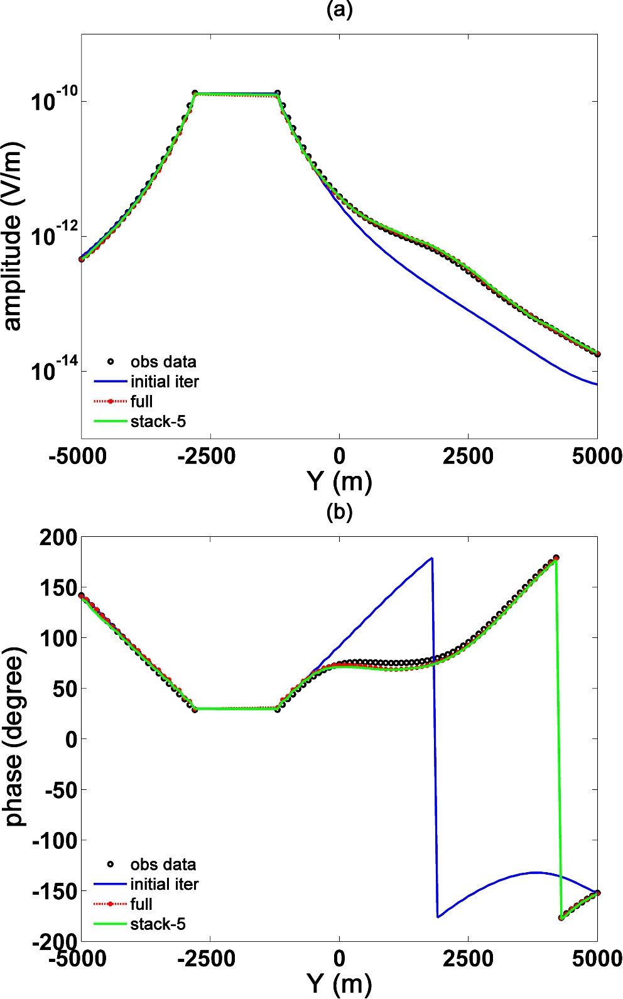 (a)
amplitude (V/m)
10-10
10-12
10-14
obs data
initial iter
full
stack-5
-5000 -2500 0 2500 5000
Y (m)
(b)
phase (degree)
200
150
100
50
0
-50
-100
-150
-200
obs data
initial iter
full
stack-5
-5000 -2500 0 2500 5000
Y (m)